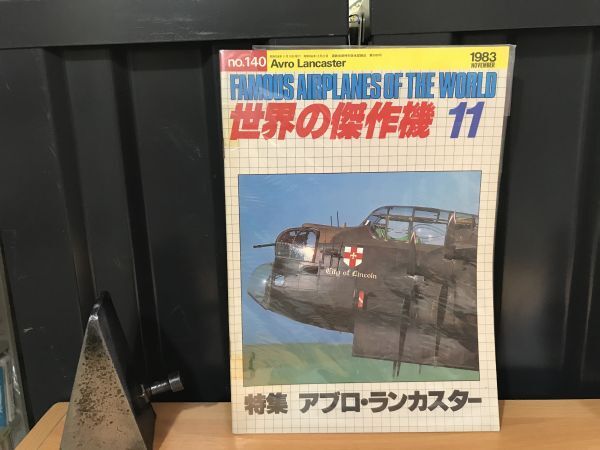 no.140 Avro Lancaster 1983
NOVEMBER
FAMOUS AIRPLANES OF THE WORLD
世界の傑作機 11
City of Lincoln
特集 アブロ・ランカスター